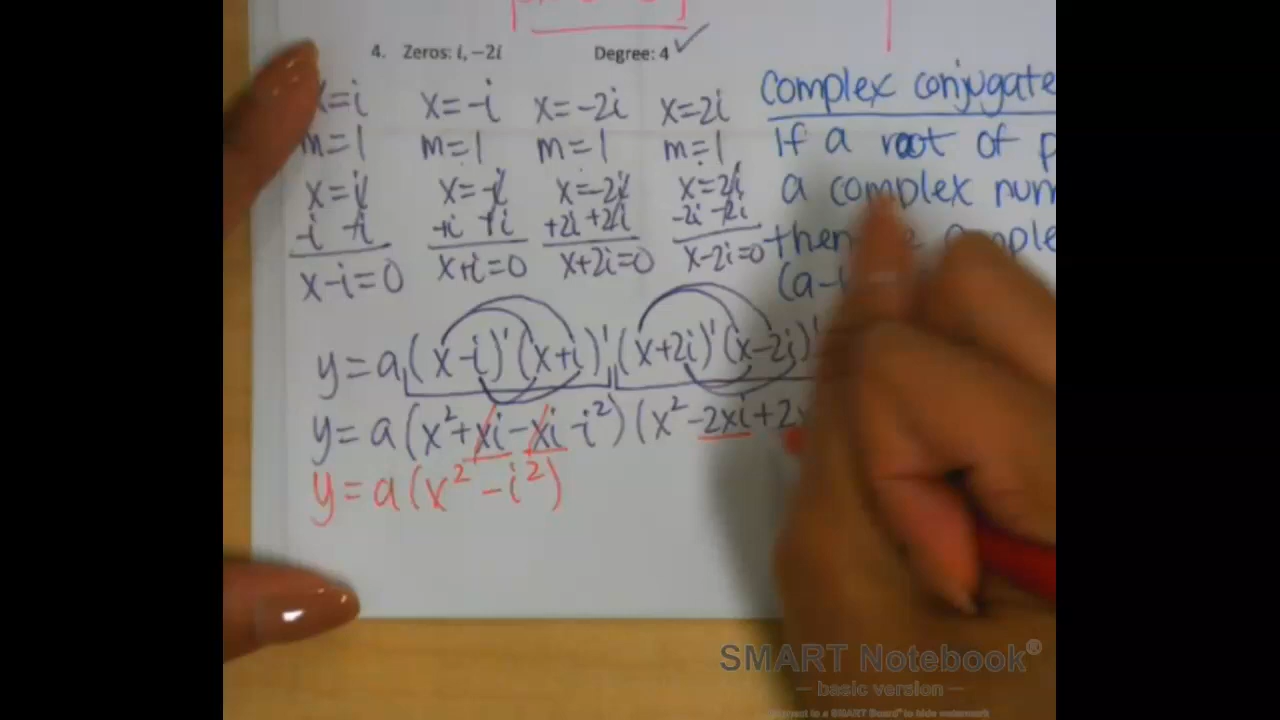 4. Zeros: i, −2i Degree: 4 ✓
x=i x=-i x=-2i x=2i
m=1 m=1 m=1 m=1
x=i x=-i x=-2i x=2i
-i -i +i +i +2i +2i -2i -2i
x-i=0 x+i=0 x+2i=0 x-2i=0
complex conjugate
If a root of
a complex
then
(a-
y=a(x-i)¹(x+i)¹(x+2i)¹(x-2i)¹
y=a(x²+xi-xi-i²)(x²-2xi+2
y=a(x²-i²)
SMART Notebook®
— basic version —